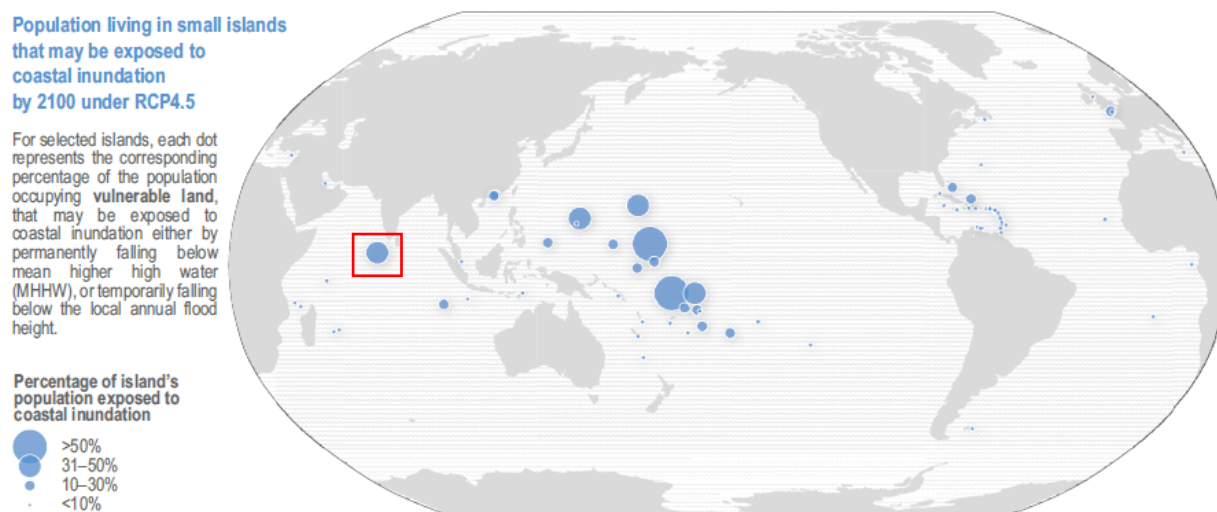 Population living in small islands
that may be exposed to
coastal inundation
by 2100 under RCP4.5
For selected islands, each dot
represents the corresponding
percentage of the population
occupying vulnerable land,
that may be exposed to
coastal inundation either by
permanently falling below
mean higher high water
(MHHW), or temporarily falling
below the local annual flood
height.
Percentage of island's
population exposed to
coastal inundation
>50%
31–50%
10–30%
<10%